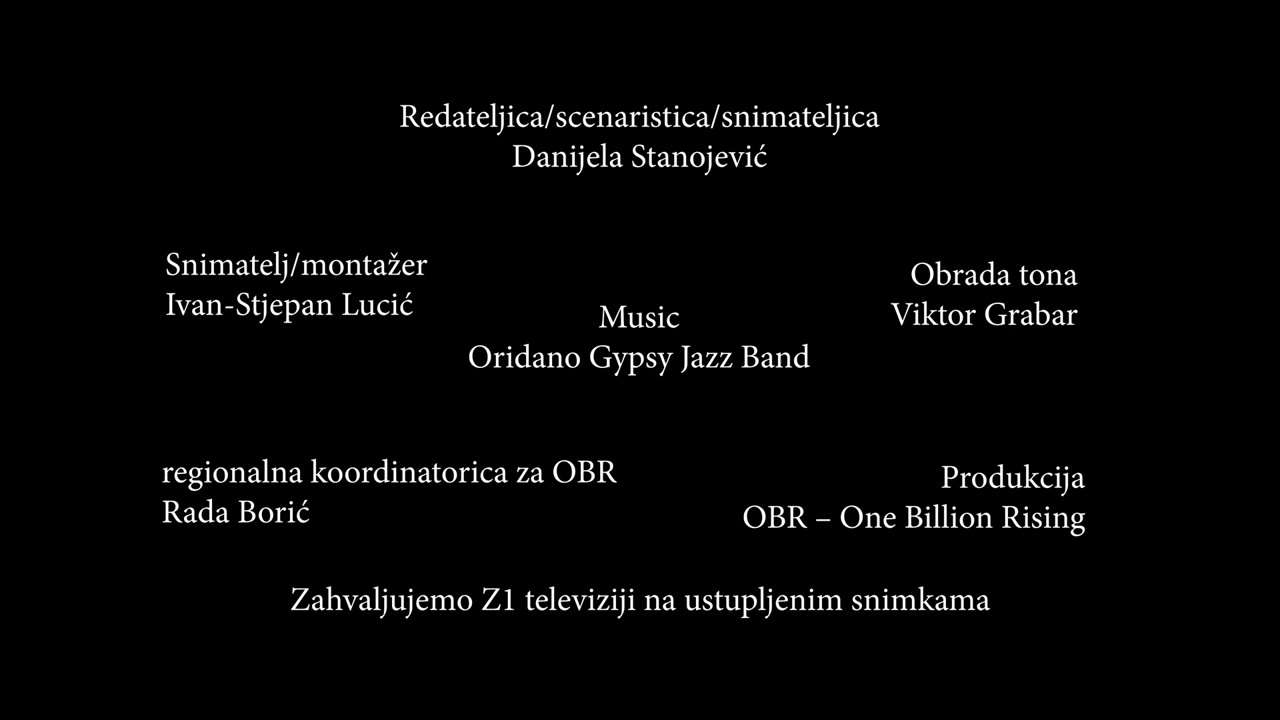 Redateljica/scenaristica/snimateljica
Danijela Stanojević
Snimatelj/montažer
Ivan-Stjepan Lucić
Music
Oridano Gypsy Jazz Band
Obrada tona
Viktor Grabar
regionalna koordinatorica za OBR
Rada Borić
Produkcija
OBR – One Billion Rising
Zahvaljujemo Z1 televiziji na ustupljenim snimkama